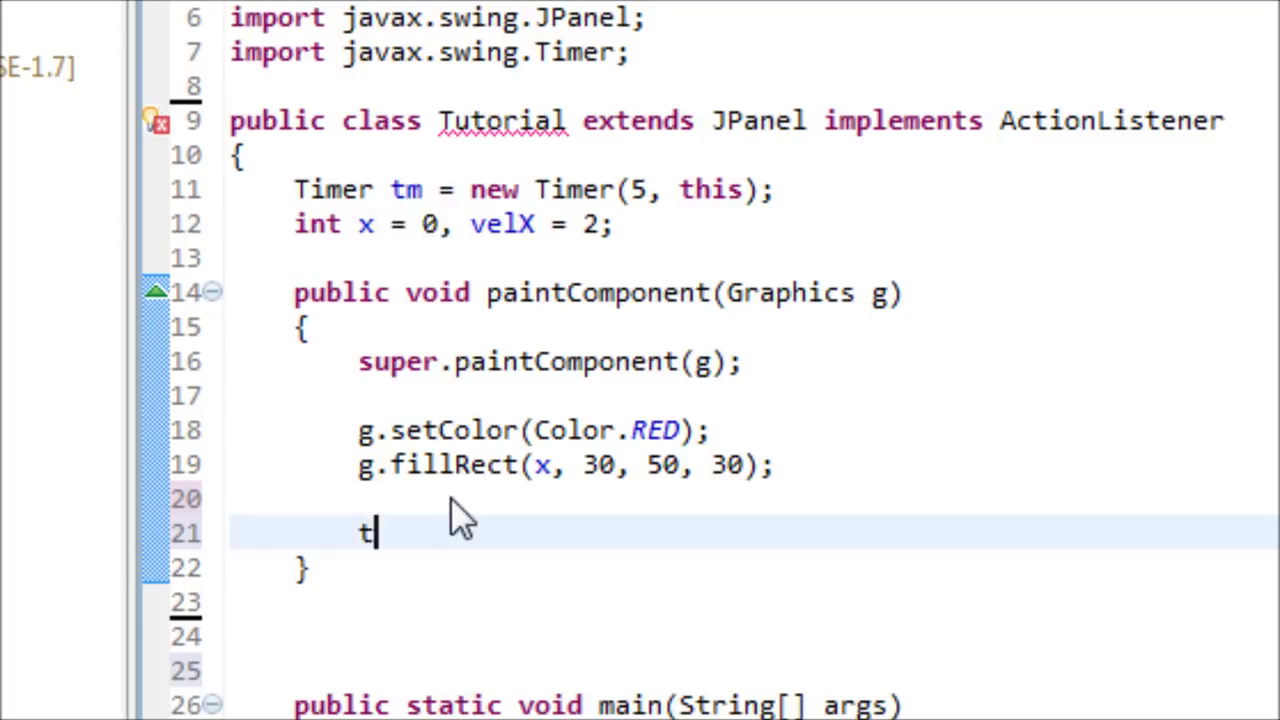 6 import javax.swing.JPanel;
7 import javax.swing.Timer;
SE-1.7]
8
9 public class Tutorial extends JPanel implements ActionListener
10 {
11 Timer tm = new Timer(5, this);
12 int x = 0, velX = 2;
13
14 public void paintComponent(Graphics g)
15 {
16 super.paintComponent(g);
17
18 g.setColor(Color.RED);
19 g.fillRect(x, 30, 50, 30);
20
21 t
22 }
23
24
25
26 public static void main(String[] args)